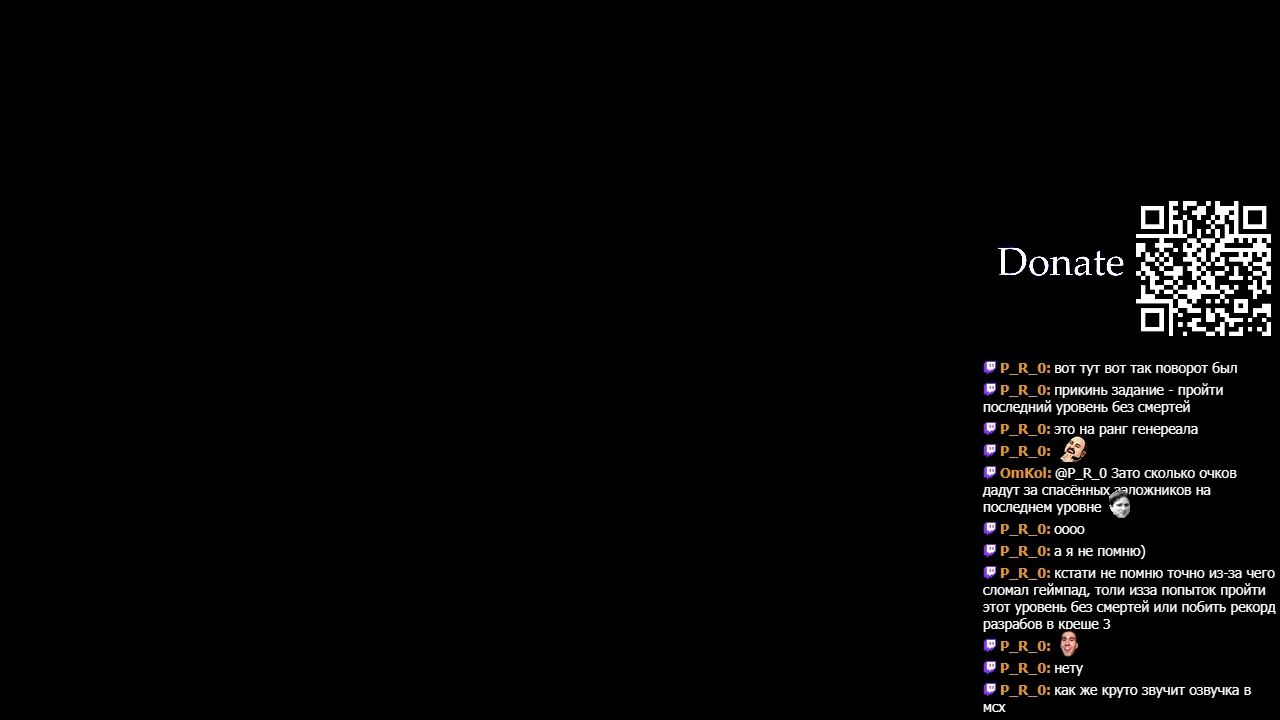 Donate
P_R_0: вот тут вот так поворот был
P_R_0: прикинь задание - пройти
последний уровень без смертей
P_R_0: это на ранг генереала
P_R_0:
OmKol: @P_R_0 Зато сколько очков
дадут за спасённых заложников на
последнем уровне
P_R_0: оооо
P_R_0: а я не помню)
P_R_0: кстати не помню точно из-за чего
сломал геймпад, толи изза попыток пройти
этот уровень без смертей или побить рекорд
разрабов в креше 3
P_R_0:
P_R_0: нету
P_R_0: как же круто звучит озвучка в
мсх